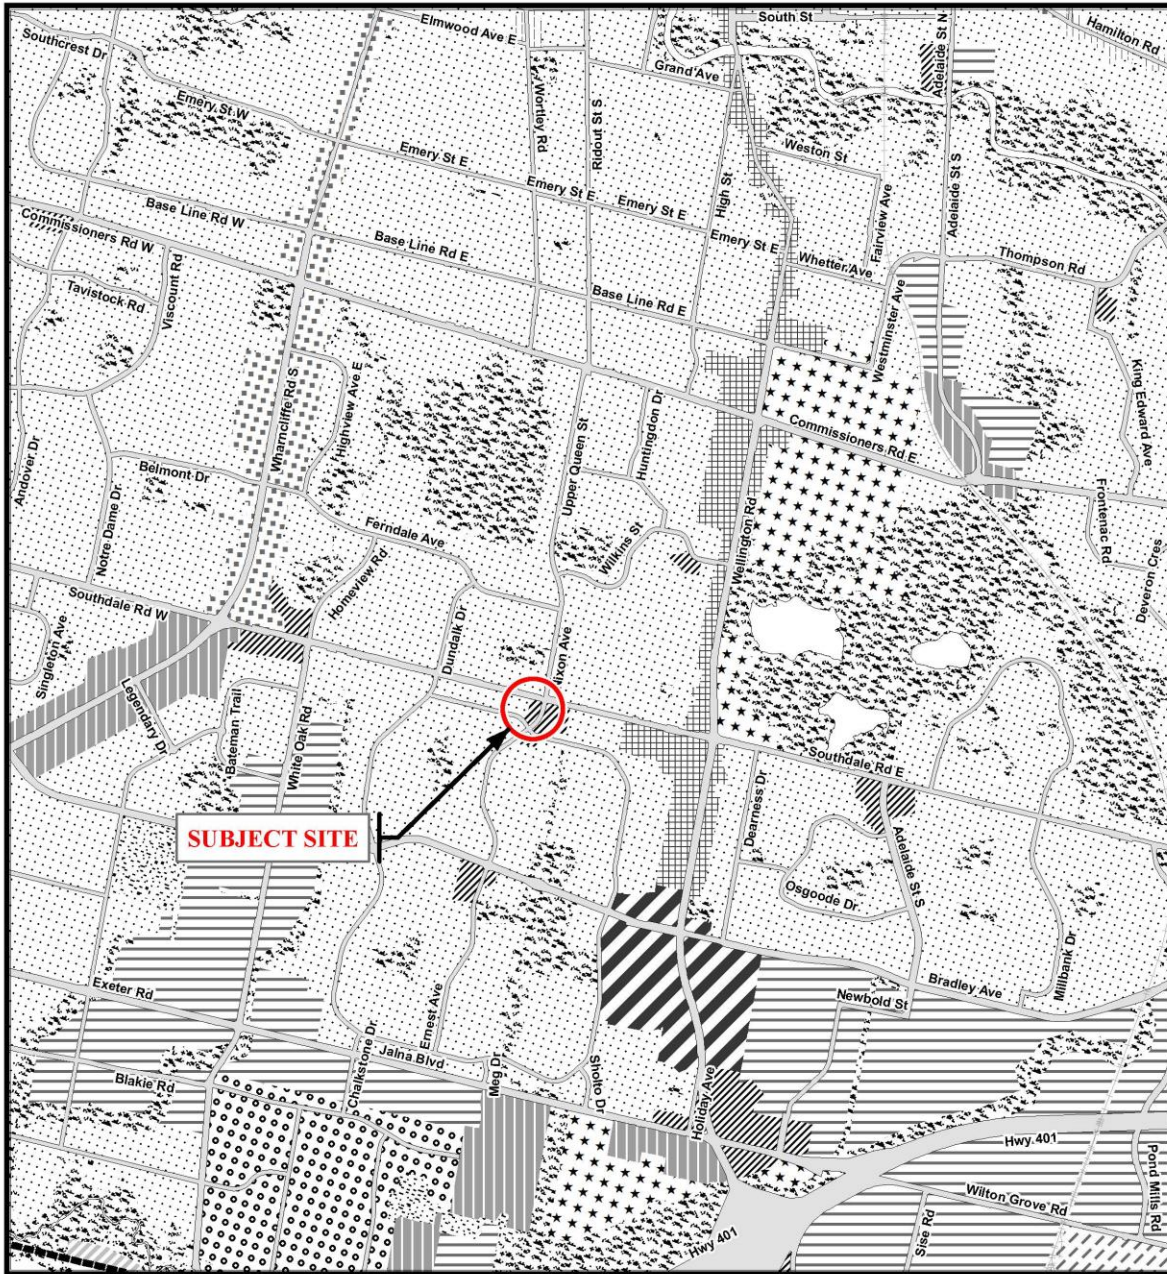 Elmwood Ave E
South St
Adelaide St N
Hamilton Rd
Southcrest Dr
Grand Ave
Emery St W
Wortley Rd
Ridout St S
Weston St
Emery St E
Emery St E
Emery St E
Emery St E
High St
Fairview Ave
Adelaide St S
Base Line Rd W
Commissioners Rd W
Base Line Rd E
Whetter Ave
Thompson Rd
Viscount Rd
Tavistock Rd
Base Line Rd E
Westminster Ave
Highview Ave E
Wharncliffe Rd S
King Edward Ave
Commissioners Rd E
Huntingdon Dr
Upper Queen St
Andover Dr
Belmont Dr
Notre Dame Dr
Ferndale Ave
Wilkins St
Wellington Rd
Frontenac Rd
Deveron Cres
Homeview Rd
Southdale Rd W
Singleton Ave
Dundalk Dr
Nixon Ave
Legendary Dr
Bateman Trail
White Oak Rd
Southdale Rd E
Dearness Dr
SUBJECT SITE
Adelaide St S
Osgoode Dr
Millbank Dr
Exeter Rd
Newbold St
Bradley Ave
Ernest Ave
Chalkstone Dr
Jalna Blvd
Meg Dr
Sholto Dr
Blakie Rd
Holiday Ave
Hwy 401
Pond Mills Rd
Wilton Grove Rd
Sise Rd
Hwy 401